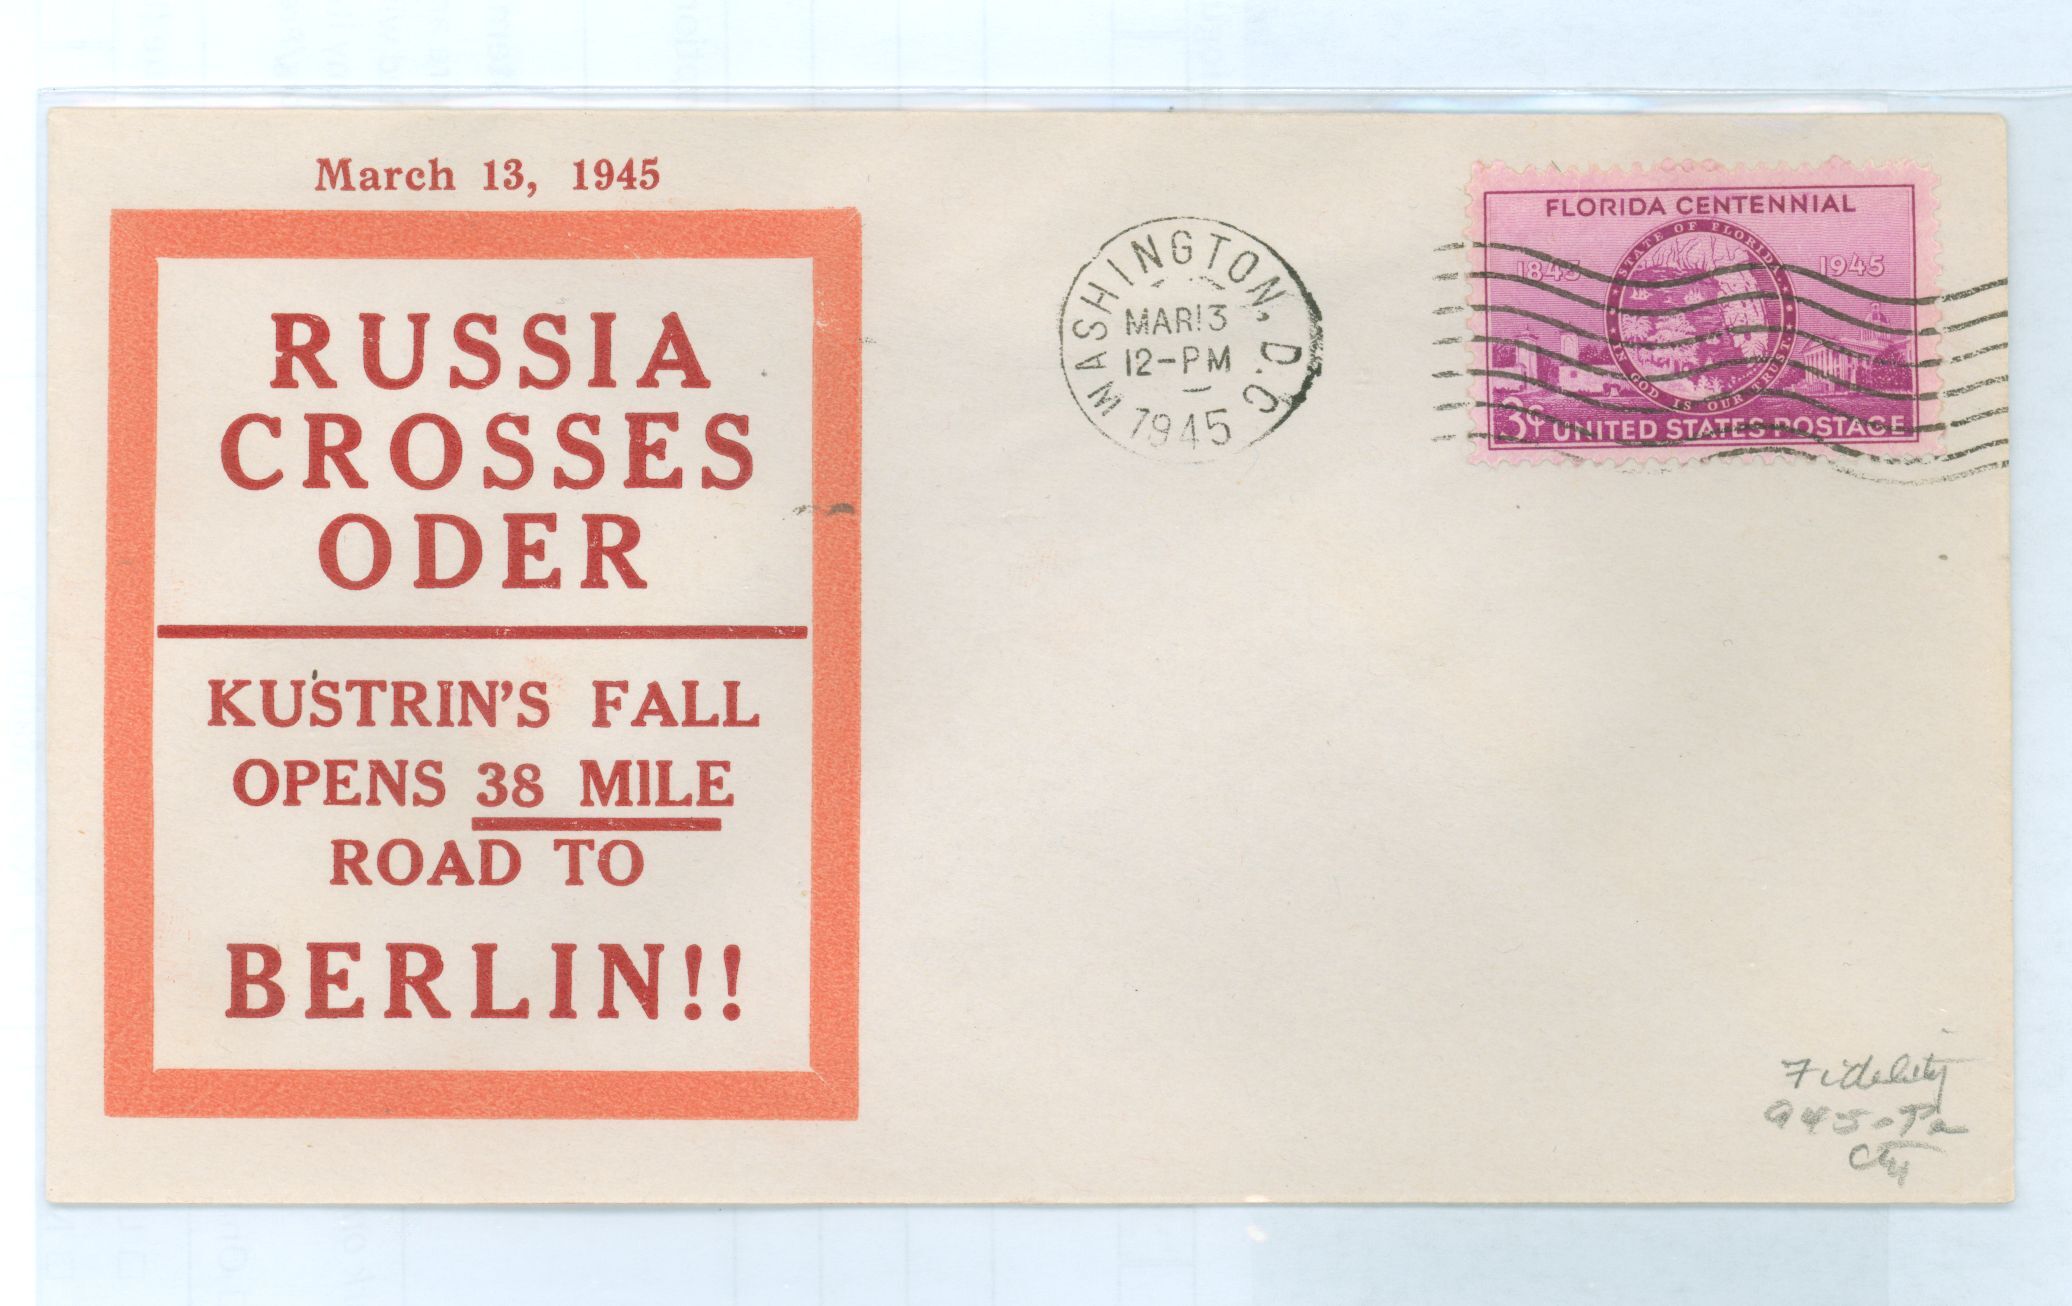 March 13, 1945
RUSSIA
CROSSES
ODER
KUSTRIN'S FALL
OPENS 38 MILE
ROAD TO
BERLIN!!
WASHINGTON, D.C.
MAR 13
12-PM
1945
FLORIDA CENTENNIAL
1845 1945
STATE OF FLORIDA
IN GOD IS OUR TRUST
3¢ UNITED STATES POSTAGE
Fidelity